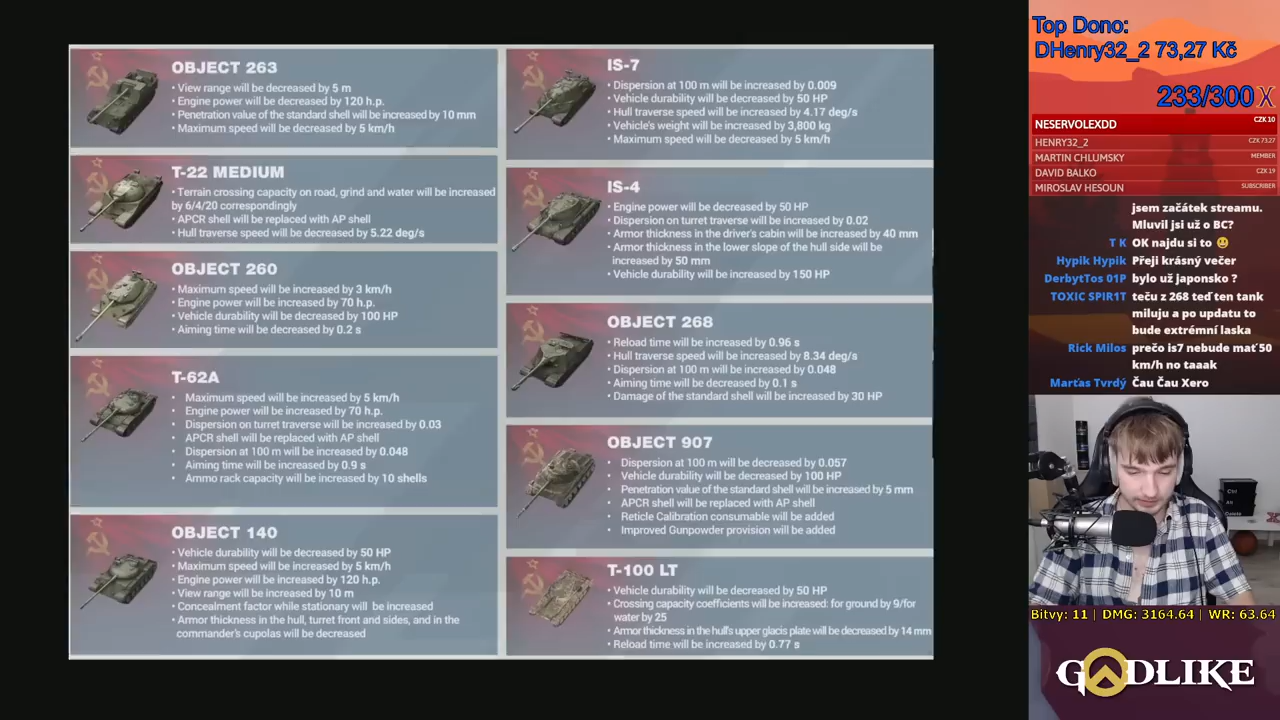 OBJECT 263
• View range will be decreased by 5 m
• Engine power will be decreased by 120 h.p.
• Penetration value of the standard shell will be increased by 10 mm
• Maximum speed will be decreased by 5 km/h
T-22 MEDIUM
• Terrain crossing capacity on road, grind and water will be increased
by 6/4/20 correspondingly
• APCR shell will be replaced with AP shell
• Hull traverse speed will be decreased by 5.22 deg/s
OBJECT 260
• Maximum speed will be increased by 3 km/h
• Engine power will be increased by 70 h.p.
• Vehicle durability will be decreased by 100 HP
• Aiming time will be decreased by 0.2 s
T-62A
• Maximum speed will be increased by 5 km/h
• Engine power will be increased by 70 h.p.
• Dispersion on turret traverse will be increased by 0.03
• APCR shell will be replaced with AP shell
• Dispersion at 100 m will be increased by 0.048
• Aiming time will be increased by 0.9 s
• Ammo rack capacity will be increased by 10 shells
OBJECT 140
• Vehicle durability will be decreased by 50 HP
• Maximum speed will be increased by 5 km/h
• Engine power will be increased by 120 h.p.
• View range will be increased by 10 m
• Concealment factor while stationary will be increased
• Armor thickness in the hull, turret front and sides, and in the
commander's cupolas will be decreased
IS-7
• Dispersion at 100 m will be increased by 0.009
• Vehicle durability will be decreased by 50 HP
• Hull traverse speed will be increased by 4.17 deg/s
• Vehicle's weight will be increased by 3,800 kg
• Maximum speed will be decreased by 5 km/h
IS-4
• Engine power will be decreased by 50 HP
• Dispersion on turret traverse will be increased by 0.02
• Armor thickness in the driver's cabin will be increased by 40 mm
• Armor thickness in the lower slope of the hull side will be
increased by 50 mm
• Vehicle durability will be increased by 150 HP
OBJECT 268
• Reload time will be increased by 0.96 s
• Hull traverse speed will be increased by 8.34 deg/s
• Dispersion at 100 m will be decreased by 0.048
• Aiming time will be decreased by 0.1 s
• Damage of the standard shell will be increased by 30 HP
OBJECT 907
• Dispersion at 100 m will be decreased by 0.057
• Vehicle durability will be decreased by 100 HP
• Penetration value of the standard shell will be increased by 5 mm
• APCR shell will be replaced with AP shell
• Reticle Calibration consumable will be added
• Improved Gunpowder provision will be added
T-100 LT
• Vehicle durability will be decreased by 50 HP
• Crossing capacity coefficients will be increased: for ground by 9/for
water by 25
• Armor thickness in the hull's upper glacis plate will be decreased by 14 mm
• Reload time will be increased by 0.77 s
Top Dono:
DHenry32_2 73,27 Kč
233/300 X
NESERVOLEXDD CZK 10
HENRY32_2 CZK 73.27
MARTIN CHLUMSKY MEMBER
DAVID BALKO CZK 19
MIROSLAV HESOUN SUBSCRIBER
jsem začátek streamu.
Mluvil jsi už o BC?
T K OK najdu si to
Hypik Hypik Přeji krásný večer
DerbytTos 01P bylo už japonsko ?
TOXIC SPIR1T teču z 268 teď ten tank
miluju a po updatu to
bude extrémní laska
Rick Milos prečo is7 nebude mať 50
km/h no taaak
Marťas Tvrdý Čau Čau Xero
Ctrl
Alt
Delete
Bitvy: 11 | DMG: 3164.64 | WR: 63.64
GODLIKE